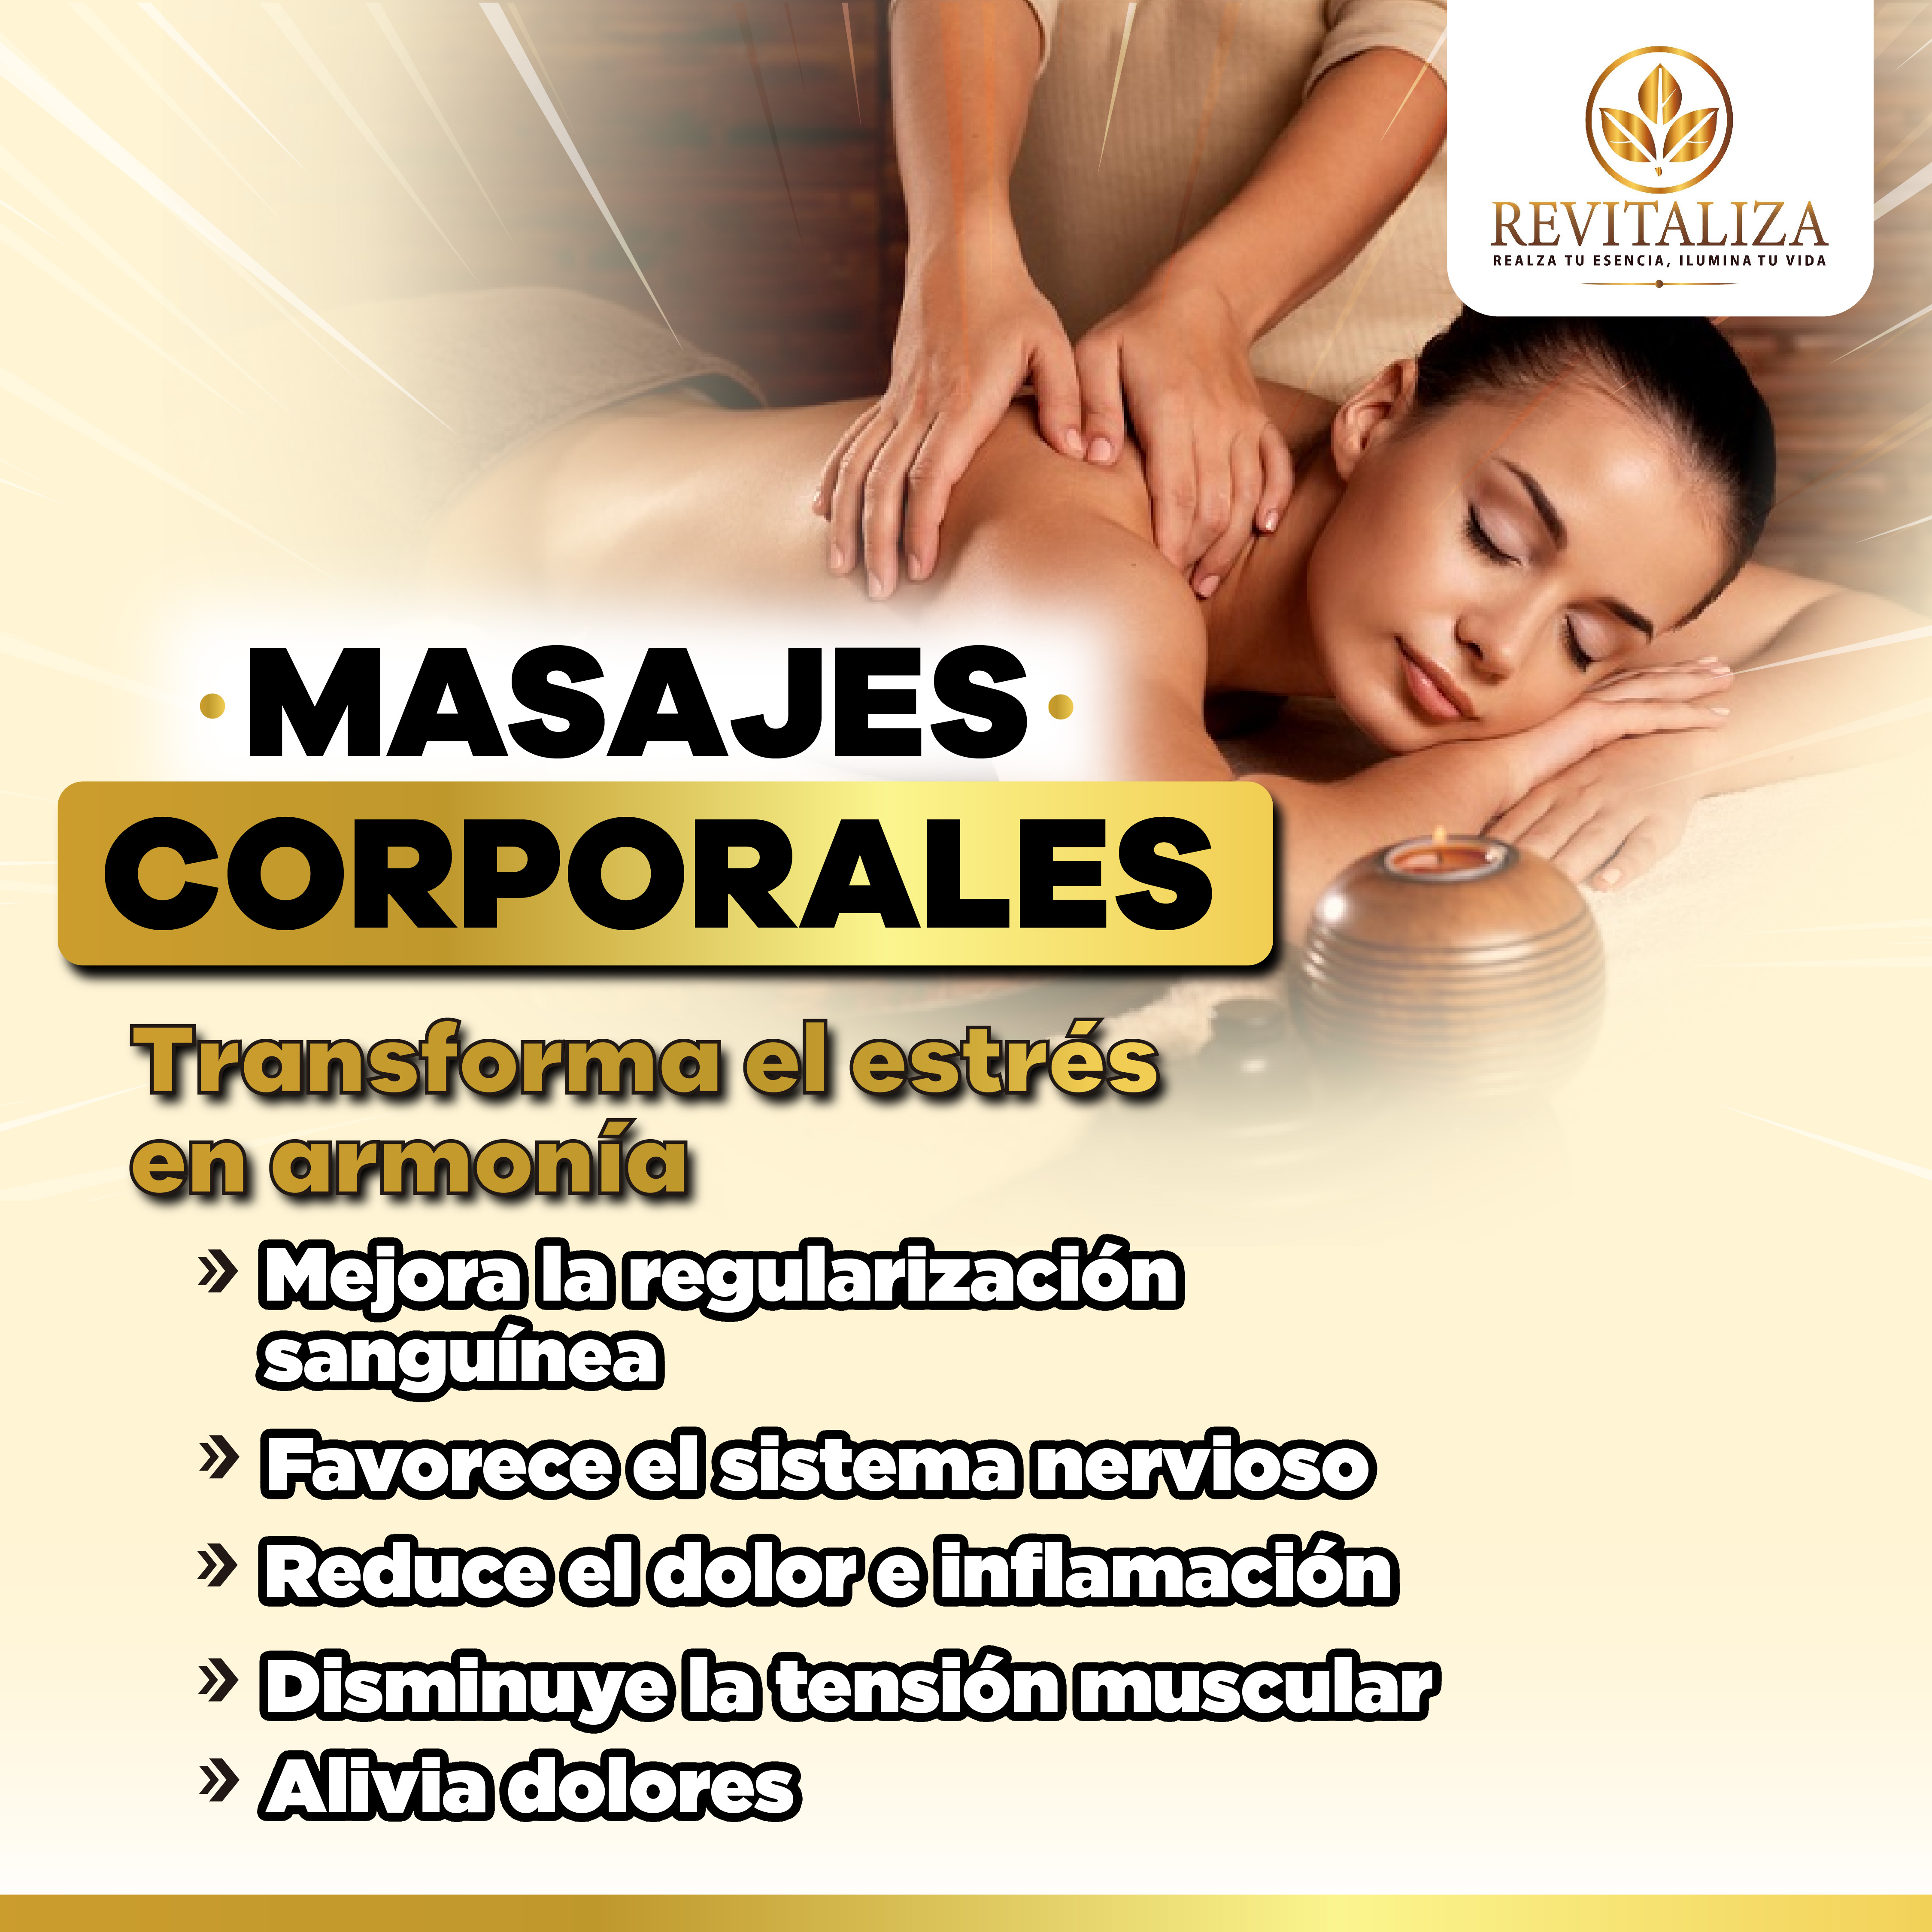 REVITALIZA
REALZA TU ESENCIA, ILUMINA TU VIDA
MASAJES
CORPORALES
Transforma el estrés
en armonía
Mejora la regularización
sanguínea
Favorece el sistema nervioso
Reduce el dolor e inflamación
Disminuye la tensión muscular
Alivia dolores